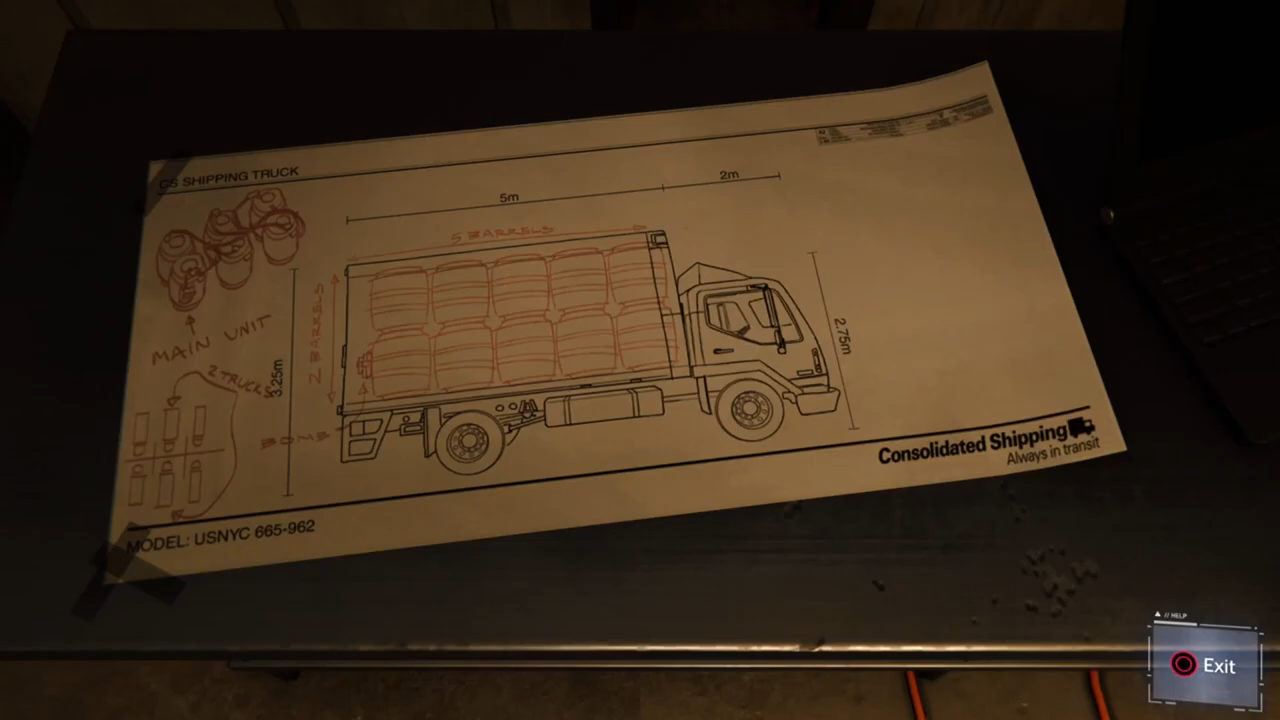 CS SHIPPING TRUCK
5m
2m
5 BARRELS
2 BARRELS
MAIN UNIT
2 TRUCKS
3.25m
2.75m
Consolidated Shipping
Always in transit
MODEL: USNYC 665-962
// HELP
Exit